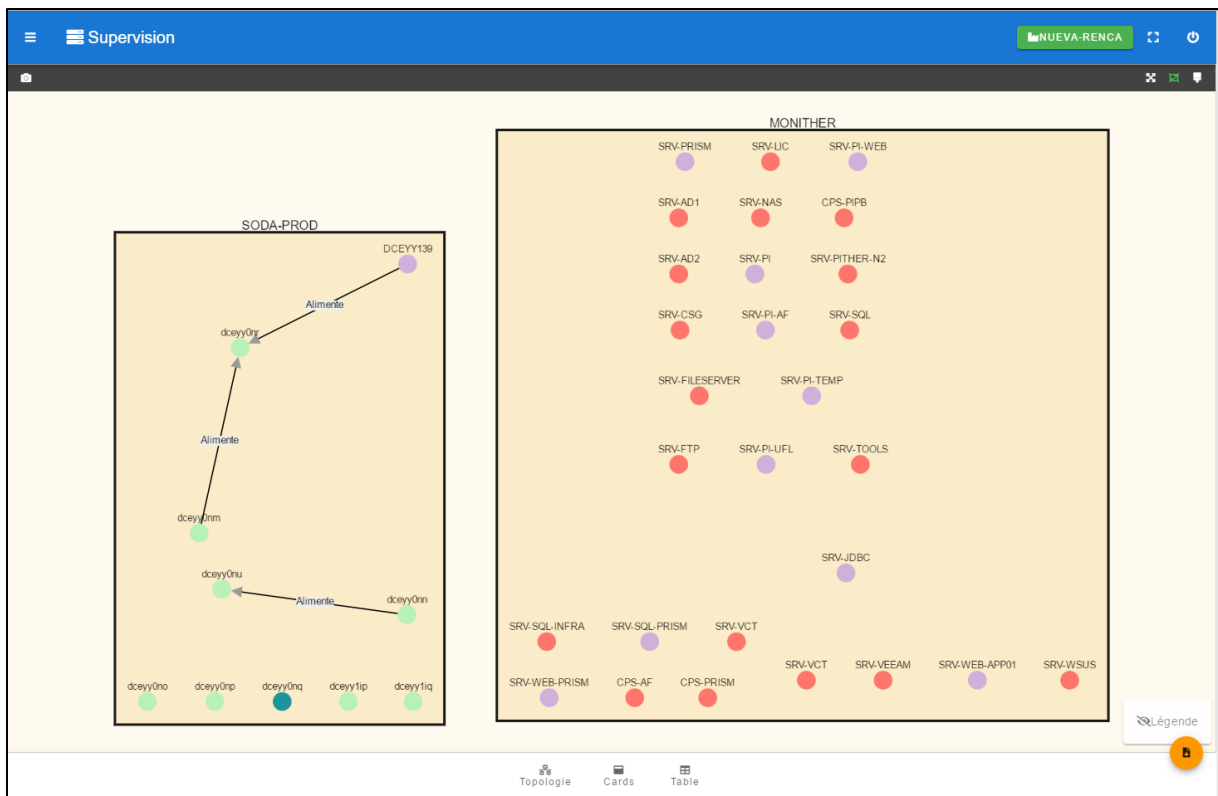 Supervision
NUEVA-RENCA
MONITHER
SRV-PRISM SRV-LIC SRV-PI-WEB
SRV-AD1 SRV-NAS CPS-PIPB
SRV-AD2 SRV-PI SRV-PITHER-N2
SRV-CSG SRV-PI-AF SRV-SQL
SRV-FILESERVER SRV-PI-TEMP
SRV-FTP SRV-PI-UFL SRV-TOOLS
SRV-JDBC
SRV-SQL-INFRA SRV-SQL-PRISM SRV-VCT
SRV-VCT SRV-VEEAM SRV-WEB-APP01 SRV-WSUS
SRV-WEB-PRISM CPS-AF CPS-PRISM
SODA-PROD
DCEYY139
Alimente
dceyy0nr
Alimente
dceyy0nm
dceyy0nu
Alimente
dceyy0nn
dceyy0no dceyy0np dceyy0nq dceyy1ip dceyy1iq
Légende
Topologie Cards Table